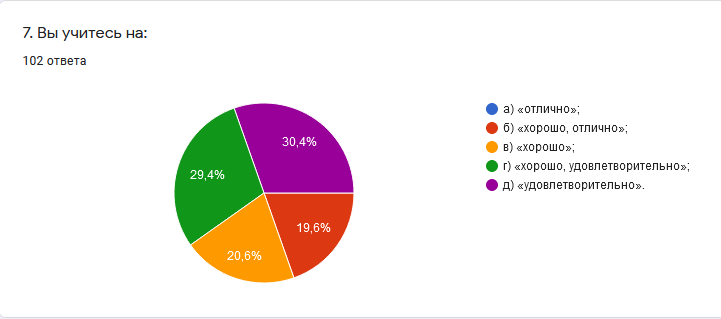 7. Вы учитесь на:
102 ответа
а) «отлично»;
б) «хорошо, отлично»;
в) «хорошо»;
г) «хорошо, удовлетворительно»;
д) «удовлетворительно».
30,4%
29,4%
19,6%
20,6%